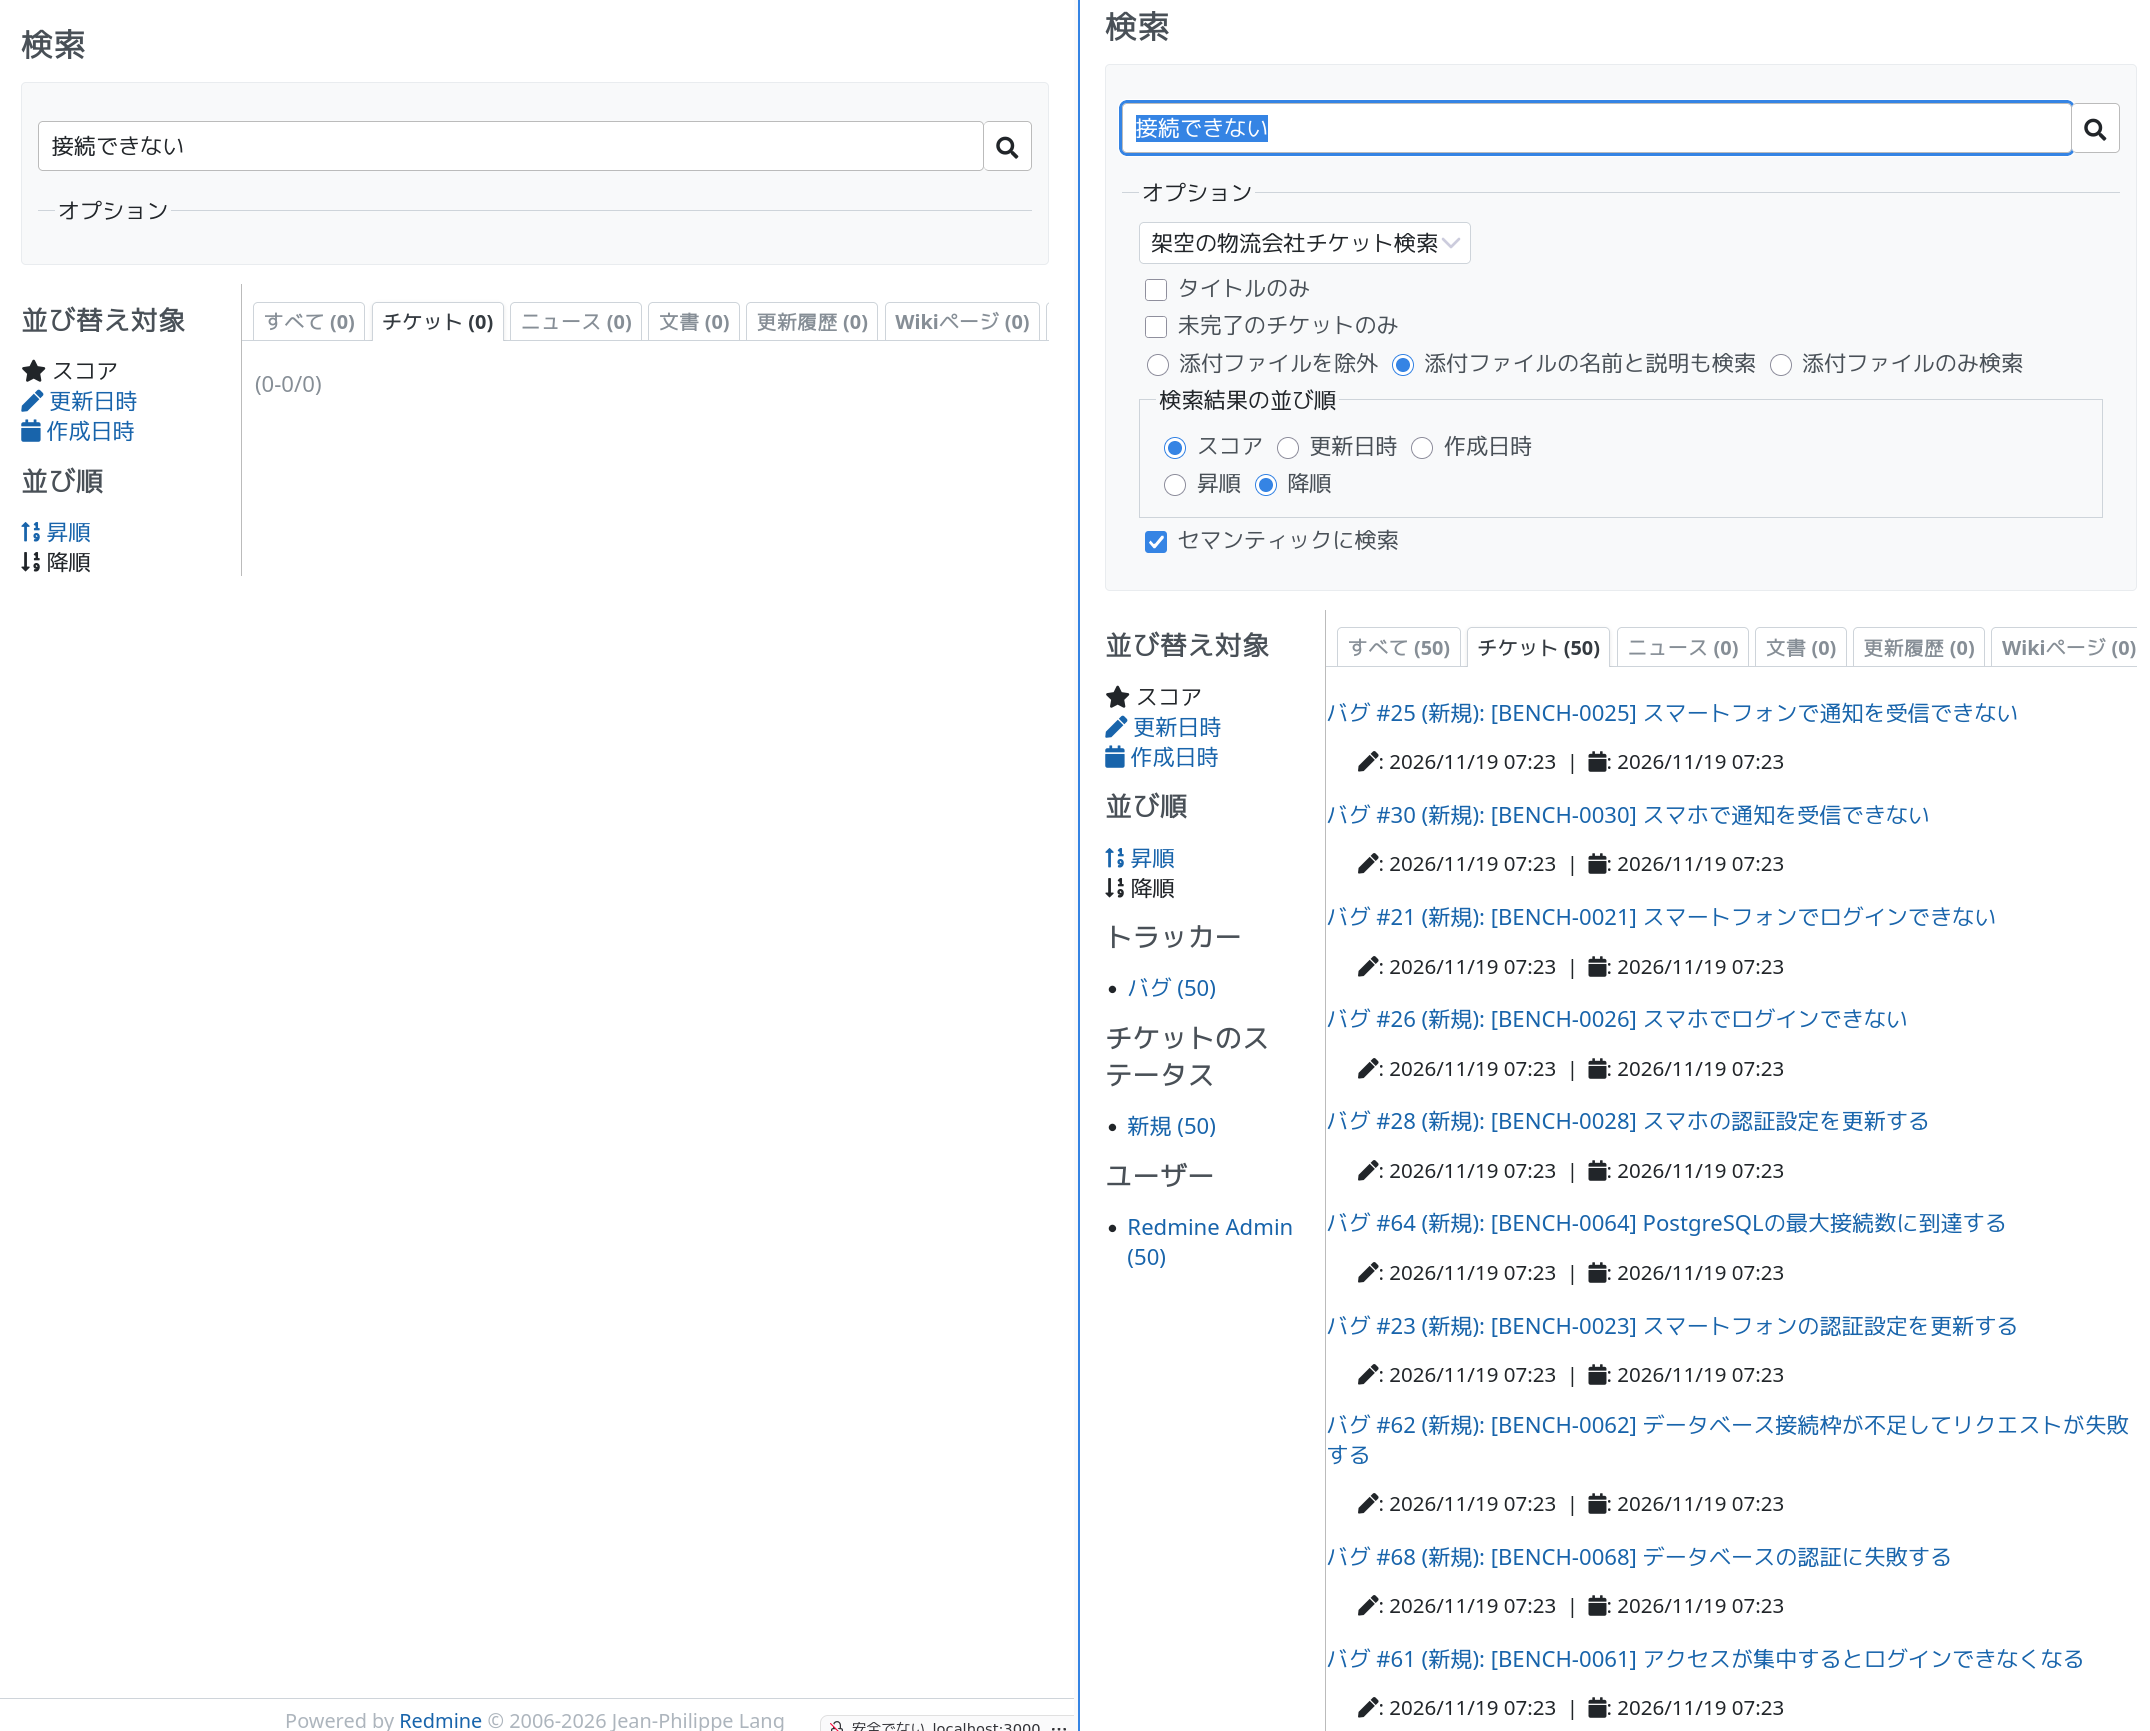 検索
接続できない
オプション
並び替え対象
スコア
更新日時
作成日時
並び順
昇順
降順
すべて (0) チケット (0) ニュース (0) 文書 (0) 更新履歴 (0) Wikiページ (0)
(0-0/0)
Powered by Redmine © 2006-2026 Jean-Philippe Lang
安全でない localhost:3000 …
検索
接続できない
オプション
架空の物流会社チケット検索
タイトルのみ
未完了のチケットのみ
添付ファイルを除外 添付ファイルの名前と説明も検索 添付ファイルのみ検索
検索結果の並び順
スコア 更新日時 作成日時
昇順 降順
セマンティックに検索
並び替え対象
スコア
更新日時
作成日時
並び順
昇順
降順
トラッカー
• バグ (50)
チケットのス
テータス
• 新規 (50)
ユーザー
• Redmine Admin
(50)
すべて (50) チケット (50) ニュース (0) 文書 (0) 更新履歴 (0) Wikiページ (0)
バグ #25 (新規): [BENCH-0025] スマートフォンで通知を受信できない
: 2026/11/19 07:23 | : 2026/11/19 07:23
バグ #30 (新規): [BENCH-0030] スマホで通知を受信できない
: 2026/11/19 07:23 | : 2026/11/19 07:23
バグ #21 (新規): [BENCH-0021] スマートフォンでログインできない
: 2026/11/19 07:23 | : 2026/11/19 07:23
バグ #26 (新規): [BENCH-0026] スマホでログインできない
: 2026/11/19 07:23 | : 2026/11/19 07:23
バグ #28 (新規): [BENCH-0028] スマホの認証設定を更新する
: 2026/11/19 07:23 | : 2026/11/19 07:23
バグ #64 (新規): [BENCH-0064] PostgreSQLの最大接続数に到達する
: 2026/11/19 07:23 | : 2026/11/19 07:23
バグ #23 (新規): [BENCH-0023] スマートフォンの認証設定を更新する
: 2026/11/19 07:23 | : 2026/11/19 07:23
バグ #62 (新規): [BENCH-0062] データベース接続枠が不足してリクエストが失敗
する
: 2026/11/19 07:23 | : 2026/11/19 07:23
バグ #68 (新規): [BENCH-0068] データベースの認証に失敗する
: 2026/11/19 07:23 | : 2026/11/19 07:23
バグ #61 (新規): [BENCH-0061] アクセスが集中するとログインできなくなる
: 2026/11/19 07:23 | : 2026/11/19 07:23